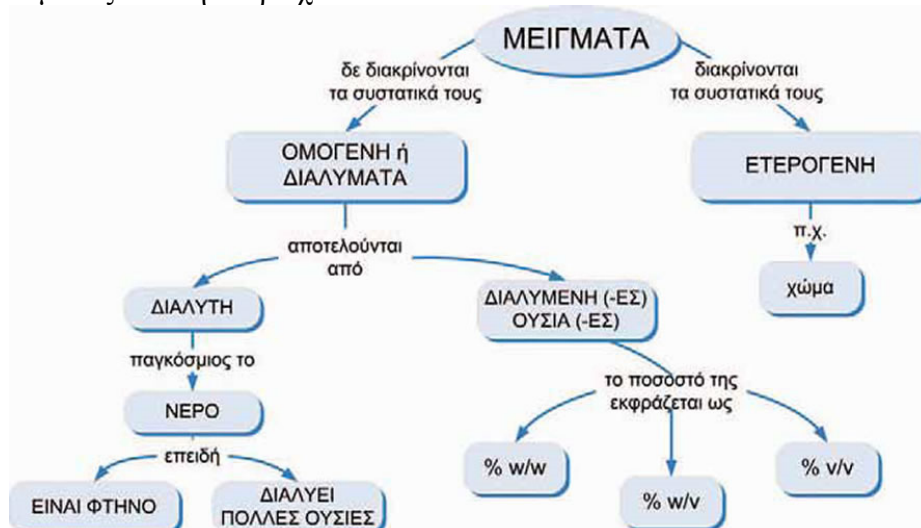 ΜΕΙΓΜΑΤΑ
δε διακρίνονται
τα συστατικά τους
διακρίνονται
τα συστατικά τους
ΟΜΟΓΕΝΗ ή
ΔΙΑΛΥΜΑΤΑ
ΕΤΕΡΟΓΕΝΗ
αποτελούνται
από
π.χ.
χώμα
ΔΙΑΛΥΤΗ
ΔΙΑΛΥΜΕΝΗ (-ΕΣ)
ΟΥΣΙΑ (-ΕΣ)
παγκόσμιος το
το ποσοστό της
εκφράζεται ως
ΝΕΡΟ
επειδή
% w/w
% w/v
% v/v
ΕΙΝΑΙ ΦΤΗΝΟ
ΔΙΑΛΥΕΙ
ΠΟΛΛΕΣ ΟΥΣΙΕΣ